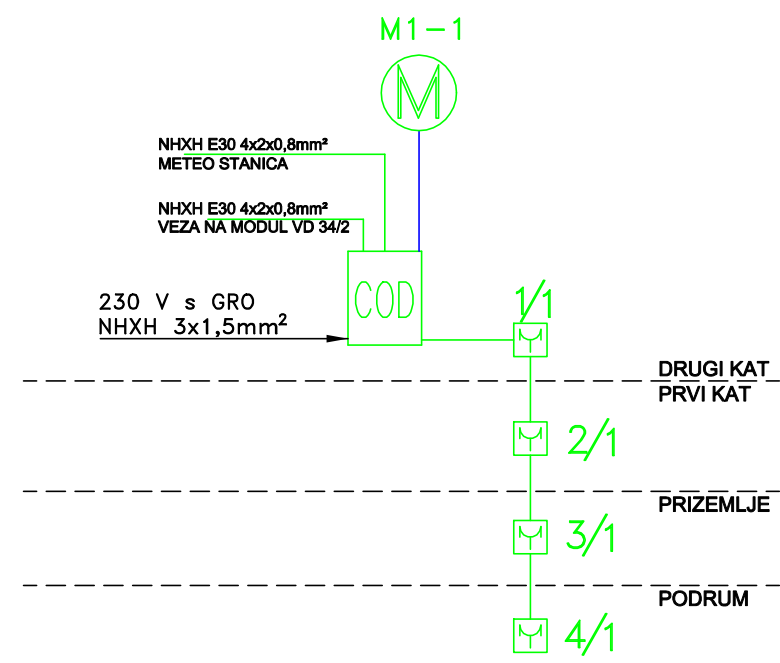 M1-1
M
NHXH E30 4x2x0,8mm²
METEO STANICA
NHXH E30 4x2x0,8mm²
VEZA NA MODUL VD 34/2
COD
230 V s GRO
NHXH 3x1,5mm²
1/1
DRUGI KAT
PRVI KAT
2/1
PRIZEMLJE
3/1
PODRUM
4/1